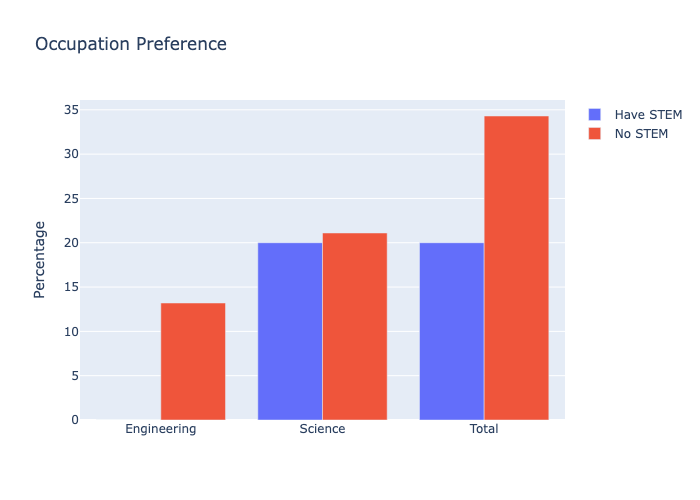 Occupation Preference
Have STEM
No STEM
35
30
25
20
15
10
5
0
Percentage
Engineering
Science
Total